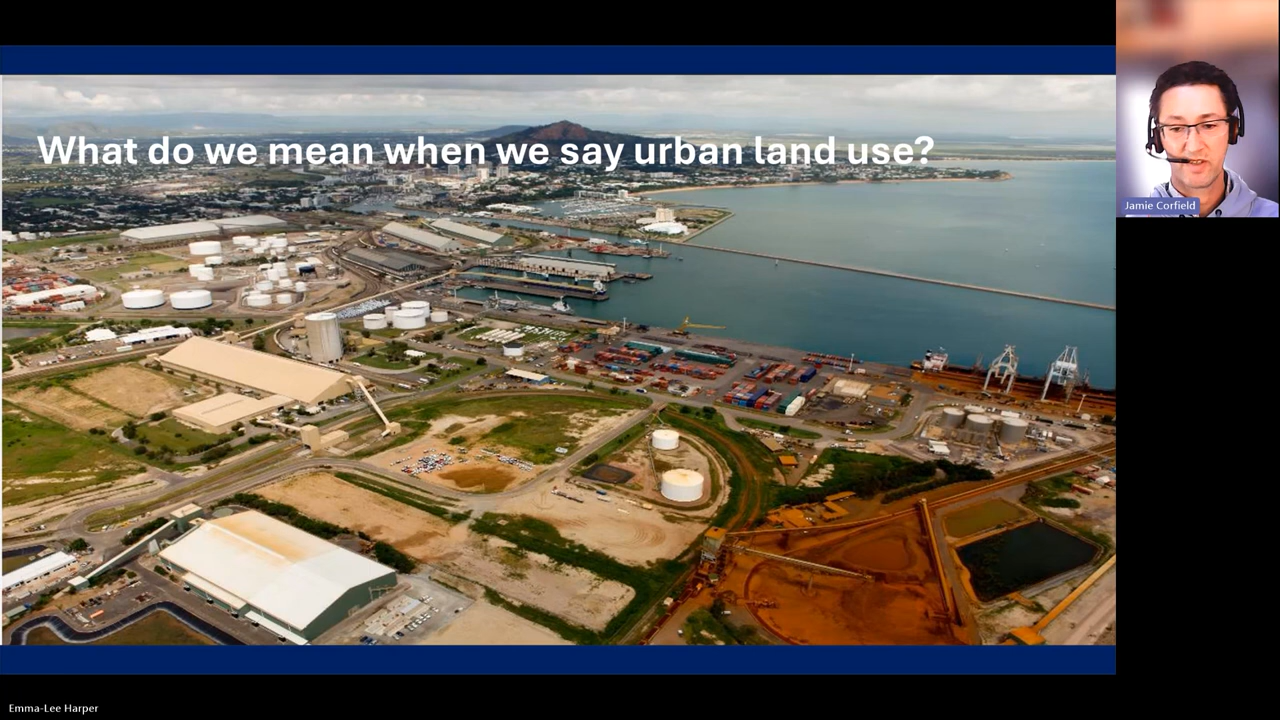 What do we mean when we say urban land use?
Jamie Corfield
Emma-Lee Harper